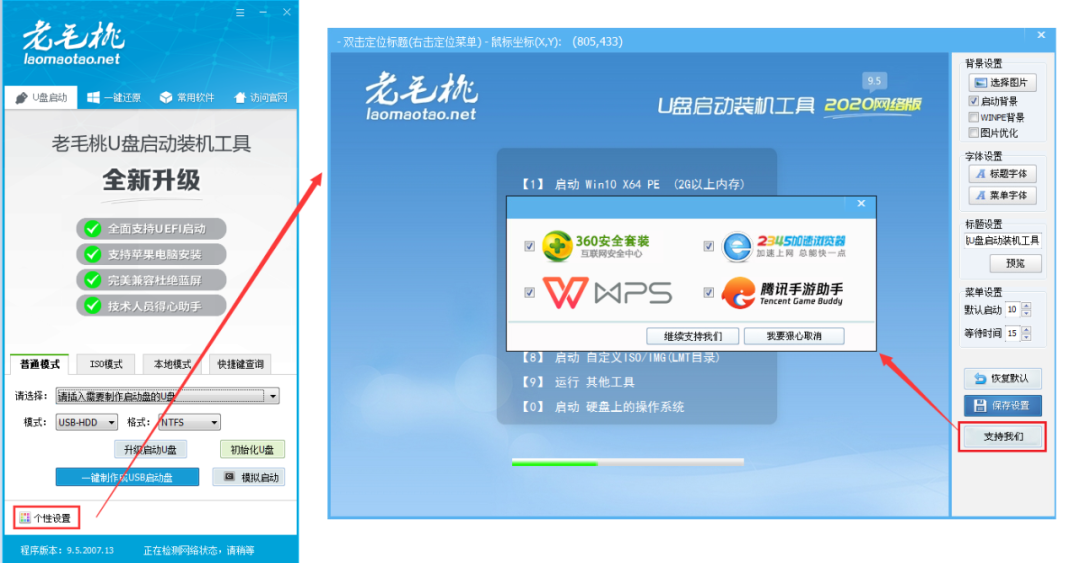 老毛桃
laomaotao.net
U盘启动
一键还原
常用软件
访问官网
老毛桃U盘启动装机工具
全新升级
全面支持UEFI启动
支持苹果电脑安装
完美兼容杜绝蓝屏
技术人员得心助手
普通模式
ISO模式
本地模式
快捷键查询
请选择: 请插入需要制作启动盘的U盘
模式: USB-HDD 格式: NTFS
升级启动U盘
初始化U盘
一键制作成USB启动盘
模拟启动
个性设置
程序版本: 9.5.2007.13 正在检测网络状态,请稍等
- 双击定位标题(右击定位菜单) - 鼠标坐标(X,Y): (805,433)
老毛桃
laomaotao.net
9.5
U盘启动装机工具 2020网络版
【1】 启动 Win10 X64 PE (2G以上内存)
360安全套装
互联网安全中心
2345加速浏览器
加速上网 总能快一点
WPS
腾讯手游助手
Tencent Game Buddy
继续支持我们
我要狠心取消
【8】 启动 自定义ISO/IMG(LMT目录)
【9】 运行 其他工具
【0】 启动 硬盘上的操作系统
背景设置
选择图片
启动背景
WINPE背景
图片优化
字体设置
标题字体
菜单字体
标题设置
U盘启动装机工具
预览
菜单设置
默认启动 10
等待时间 15
恢复默认
保存设置
支持我们